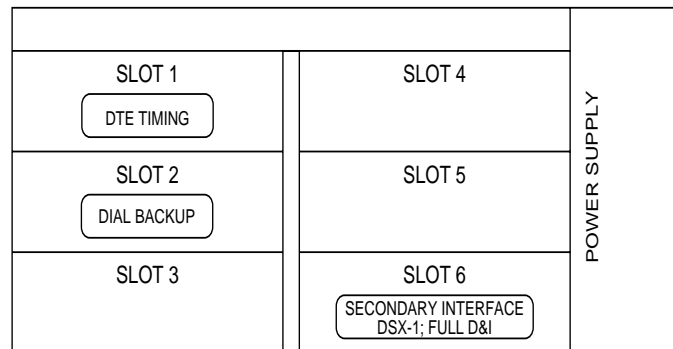 SLOT 1
DTE TIMING
SLOT 2
DIAL BACKUP
SLOT 3
SLOT 4
SLOT 5
SLOT 6
SECONDARY INTERFACE
DSX-1; FULL D&I
POWER SUPPLY